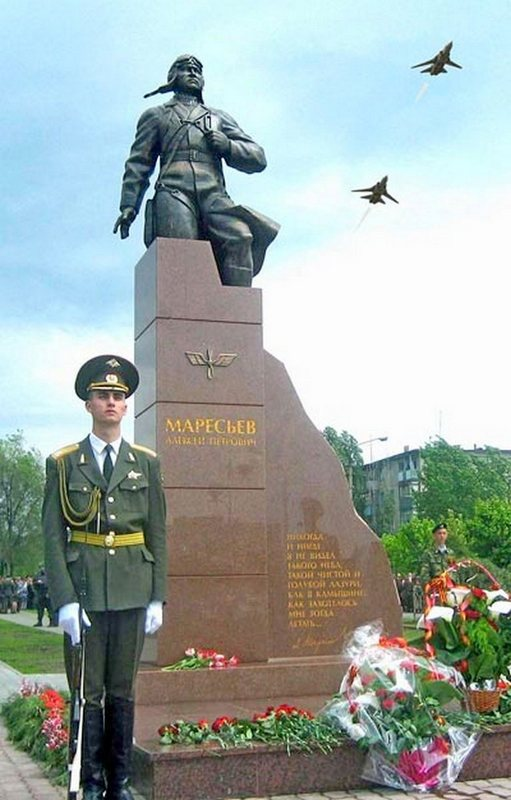 МАРЕСЬЕВ
АЛЕКСЕЙ ПЕТРОВИЧ
НИКОГДА
И НИГДЕ
Я НЕ ВИДЕЛ
ТАКОГО НЕБА,
ТАКОЙ ЧИСТОЙ И
ГОЛУБОЙ ЛАЗУРИ,
КАК В КАМЫШИНЕ.
КАК ЗАХОТЕЛОСЬ
МНЕ ТОГДА
ЛЕТАТЬ...